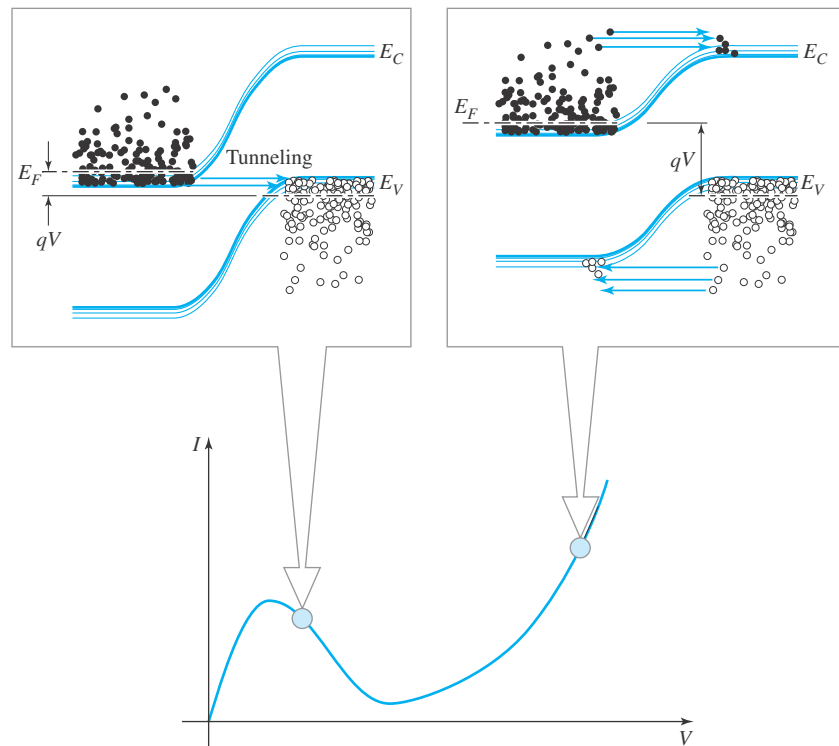 E_C
E_F
Tunneling
E_V
qV
E_C
E_F
qV
E_V
I
V